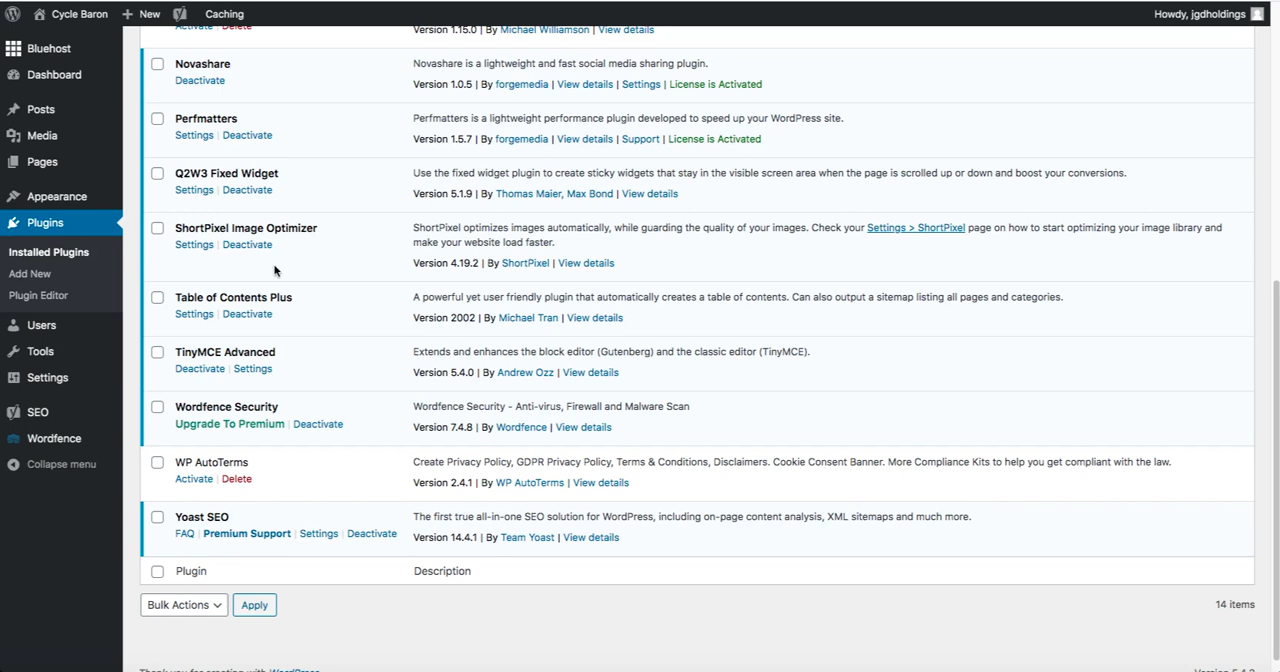 Cycle Baron
New
Caching
Howdy, jgdholdings
Bluehost
Dashboard
Posts
Media
Pages
Appearance
Plugins
Installed Plugins
Add New
Plugin Editor
Users
Tools
Settings
SEO
Wordfence
Collapse menu
Activate | Delete
Version 1.15.0 | By Michael Williamson | View details
Novashare
Deactivate
Novashare is a lightweight and fast social media sharing plugin.
Version 1.0.5 | By forgemedia | View details | Settings | License is Activated
Perfmatters
Settings | Deactivate
Perfmatters is a lightweight performance plugin developed to speed up your WordPress site.
Version 1.5.7 | By forgemedia | View details | Support | License is Activated
Q2W3 Fixed Widget
Settings | Deactivate
Use the fixed widget plugin to create sticky widgets that stay in the visible screen area when the page is scrolled up or down and boost your conversions.
Version 5.1.9 | By Thomas Maier, Max Bond | View details
ShortPixel Image Optimizer
Settings | Deactivate
ShortPixel optimizes images automatically, while guarding the quality of your images. Check your Settings > ShortPixel page on how to start optimizing your image library and
make your website load faster.
Version 4.19.2 | By ShortPixel | View details
Table of Contents Plus
Settings | Deactivate
A powerful yet user friendly plugin that automatically creates a table of contents. Can also output a sitemap listing all pages and categories.
Version 2002 | By Michael Tran | View details
TinyMCE Advanced
Deactivate | Settings
Extends and enhances the block editor (Gutenberg) and the classic editor (TinyMCE).
Version 5.4.0 | By Andrew Ozz | View details
Wordfence Security
Upgrade To Premium | Deactivate
Wordfence Security - Anti-virus, Firewall and Malware Scan
Version 7.4.8 | By Wordfence | View details
WP AutoTerms
Activate | Delete
Create Privacy Policy, GDPR Privacy Policy, Terms & Conditions, Disclaimers. Cookie Consent Banner. More Compliance Kits to help you get compliant with the law.
Version 2.4.1 | By WP AutoTerms | View details
Yoast SEO
FAQ | Premium Support | Settings | Deactivate
The first true all-in-one SEO solution for WordPress, including on-page content analysis, XML sitemaps and much more.
Version 14.4.1 | By Team Yoast | View details
Plugin
Description
Bulk Actions
Apply
14 items
Thank you for creating with WordPress
Version 5.4.2